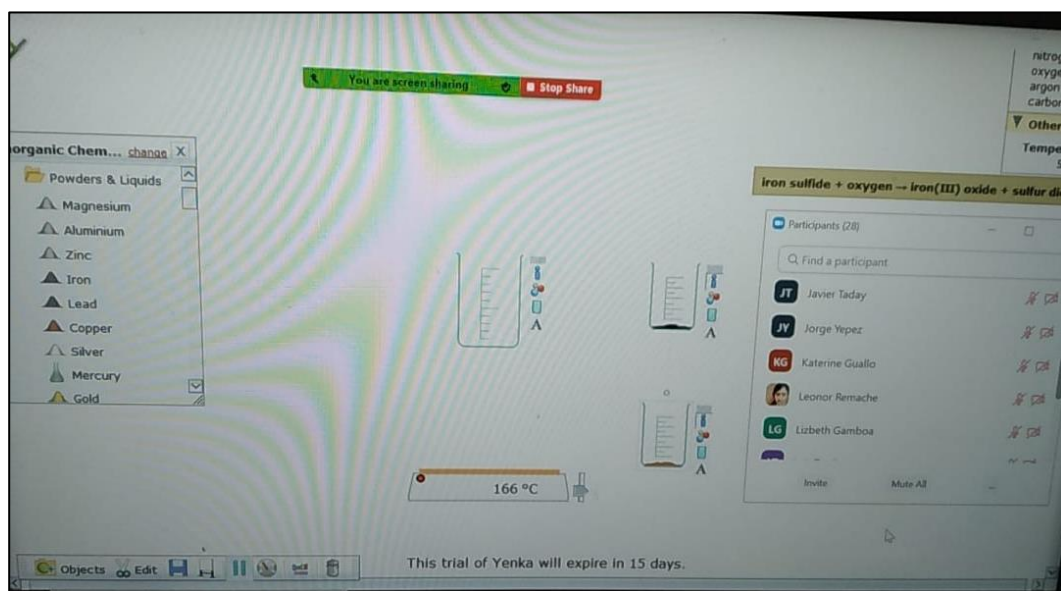 You are screen sharing
Stop Share
organic Chem... change X
Powders & Liquids
Magnesium
Aluminium
Zinc
Iron
Lead
Copper
Silver
Mercury
Gold
A
A
A
166 °C
Objects Edit
This trial of Yenka will expire in 15 days.
nitrog
oxyge
argon
carbon
Other
Tempe
s
iron sulfide + oxygen → iron(III) oxide + sulfur di
Participants (28)
Find a participant
JT Javier Taday
JY Jorge Yepez
KG Katerine Guallo
Leonor Remache
LG Lizbeth Gamboa
Invite Mute All